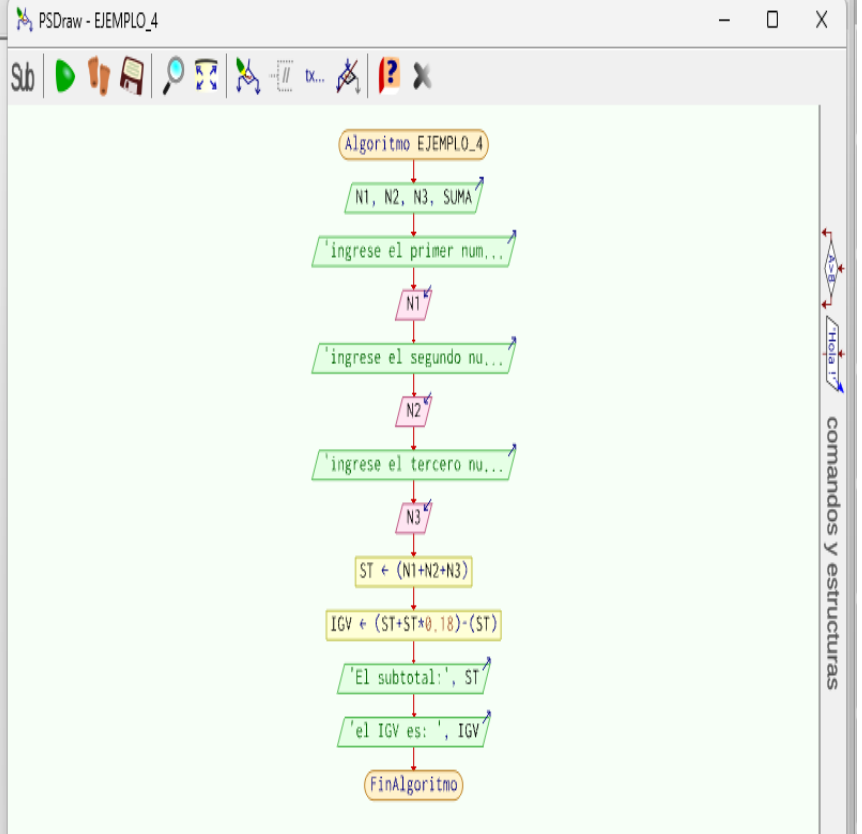 PSDraw - EJEMPLO_4
Sub
tx...
Algoritmo EJEMPLO_4
N1, N2, N3, SUMA
'ingrese el primer num...
N1
'ingrese el segundo nu...
N2
'ingrese el tercero nu...
N3
ST ← (N1+N2+N3)
IGV ← (ST+ST*0.18)-(ST)
'El subtotal:', ST
'el IGV es: ', IGV
FinAlgoritmo
A>B
'Hola !'
comandos y estructuras